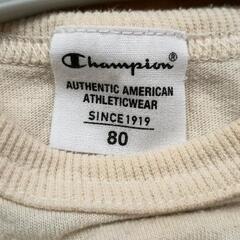 Champion®
AUTHENTIC AMERICAN
ATHLETICWEAR
SINCE 1919
80